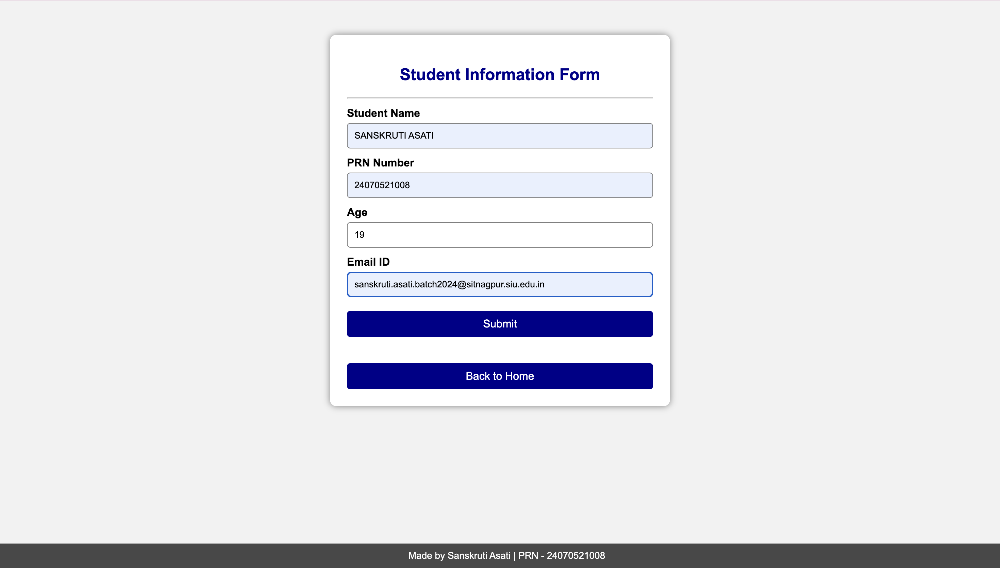 Student Information Form
Student Name
SANSKRUTI ASATI
PRN Number
24070521008
Age
19
Email ID
sanskruti.asati.batch2024@sitnagpur.siu.edu.in
Submit
Back to Home
Made by Sanskruti Asati | PRN - 24070521008